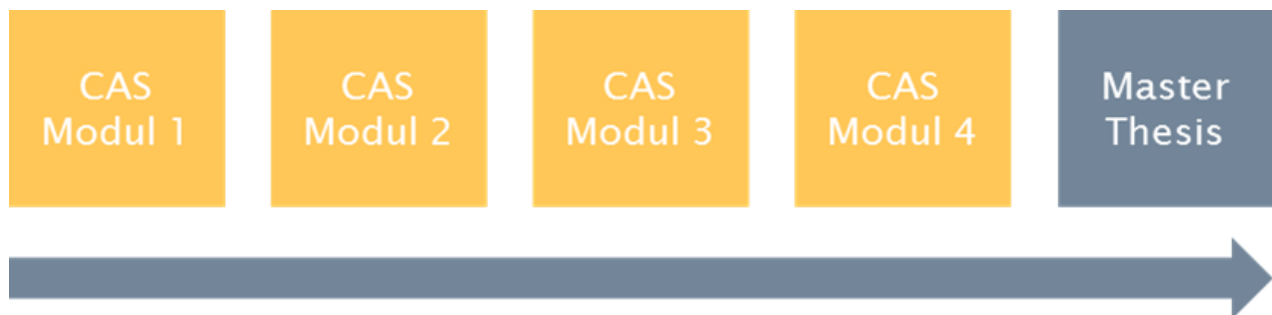 CAS
Modul 1
CAS
Modul 2
CAS
Modul 3
CAS
Modul 4
Master
Thesis